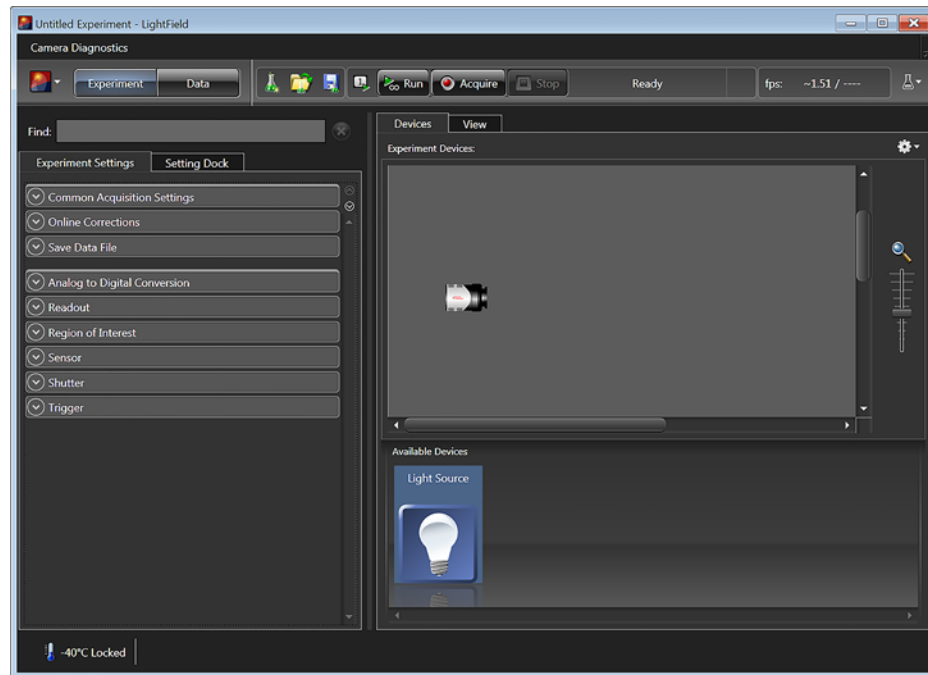 Untitled Experiment - LightField
Camera Diagnostics
Experiment Data Run Acquire Stop Ready fps: ~1.51 / ----
Find:
Experiment Settings Setting Dock
Common Acquisition Settings
Online Corrections
Save Data File
Analog to Digital Conversion
Readout
Region of Interest
Sensor
Shutter
Trigger
Devices View
Experiment Devices:
Available Devices
Light Source
-40°C Locked